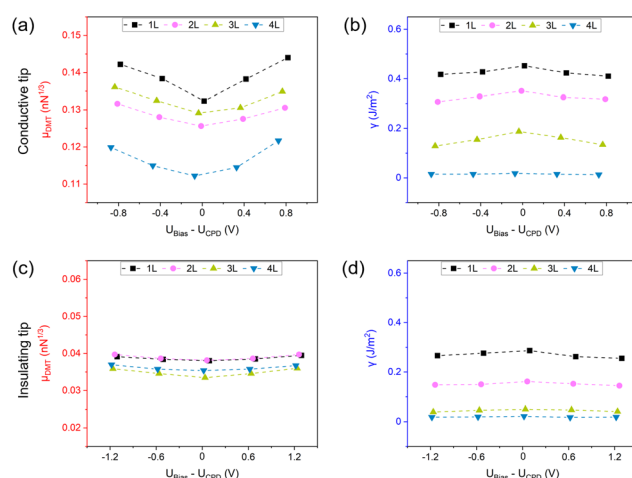 (a)
1L 2L 3L 4L
Conductive tip
μDMT (nN1/3)
0.15
0.14
0.13
0.12
0.11
-0.8 -0.4 0 0.4 0.8
UBias - UCPD (V)
(b)
1L 2L 3L 4L
γ (J/m2)
0.6
0.4
0.2
0
-0.8 -0.4 0 0.4 0.8
UBias - UCPD (V)
(c)
1L 2L 3L 4L
Insulating tip
μDMT (nN1/3)
0.06
0.05
0.04
0.03
0.02
-1.2 -0.6 0 0.6 1.2
UBias - UCPD (V)
(d)
1L 2L 3L 4L
γ (J/m2)
0.6
0.4
0.2
0
-1.2 -0.6 0 0.6 1.2
UBias - UCPD (V)